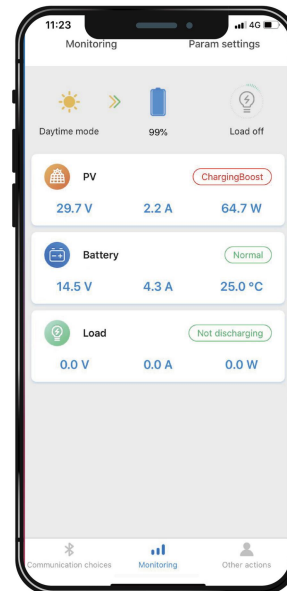 11:23 4G
Monitoring Param settings
Daytime mode 99% Load off
PV ChargingBoost
29.7 V 2.2 A 64.7 W
Battery Normal
14.5 V 4.3 A 25.0 °C
Load Not discharging
0.0 V 0.0 A 0.0 W
Communication choices Monitoring Other actions